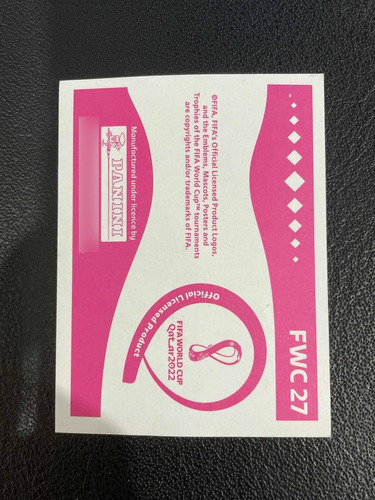 FWC 27
©FIFA, FIFA's Official Licensed Product Logos,
and the Emblems, Mascots, Posters and
Trophies of the FIFA World Cup™ tournaments
are copyrights and/or trademarks of FIFA.
Official Licensed Product
FIFA WORLD CUP
Qatar2022
Manufactured under licence by
PANINI